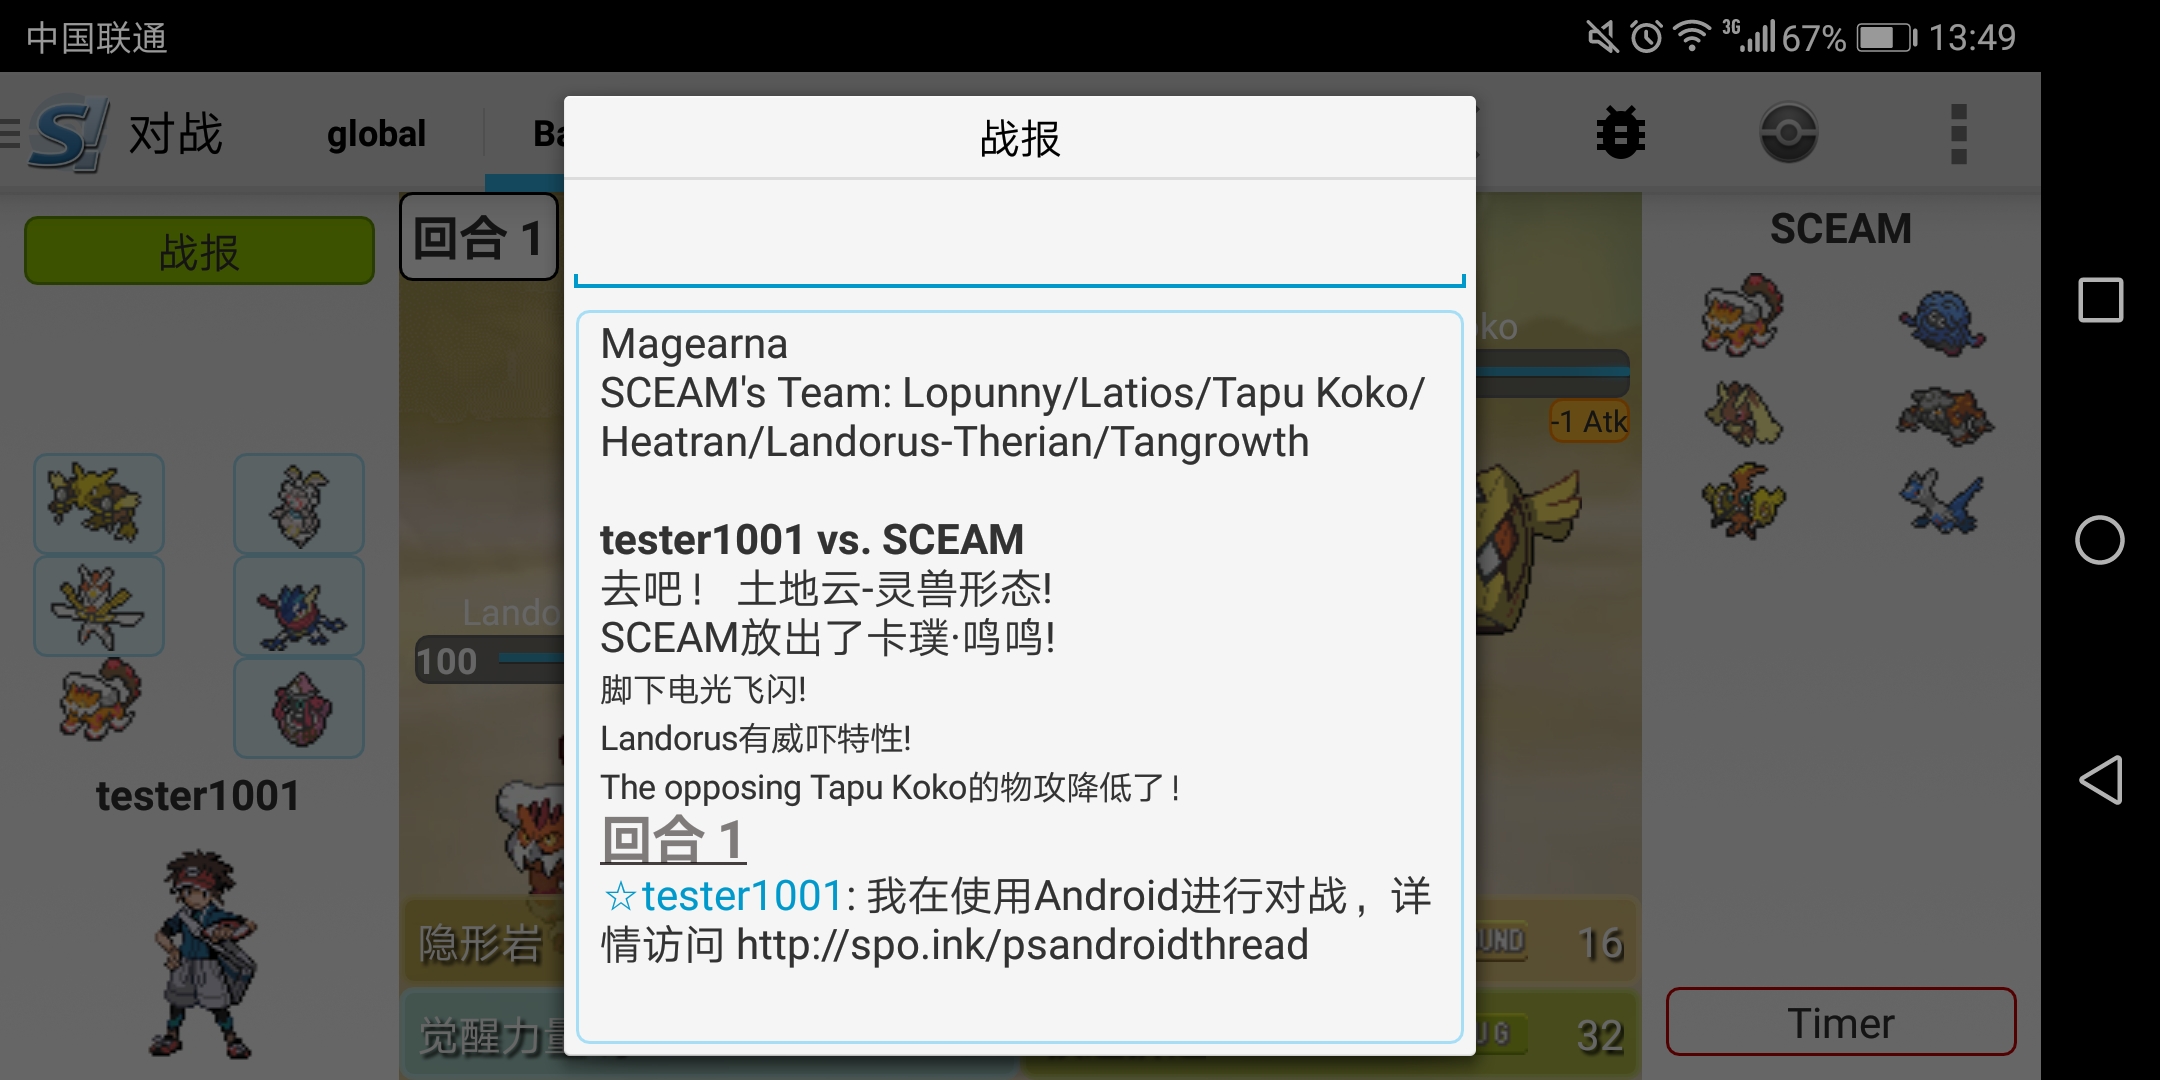 中国联通
3G
67%
13:49
S!
对战
global
战报
战报
回合 1
SCEAM
-1 Atk
100
Magearna
SCEAM's Team: Lopunny/Latios/Tapu Koko/
Heatran/Landorus-Therian/Tangrowth
tester1001 vs. SCEAM
去吧！ 土地云-灵兽形态!
SCEAM放出了卡璞·鸣鸣!
脚下电光飞闪!
Landorus有威吓特性!
The opposing Tapu Koko的物攻降低了!
回合 1
☆tester1001: 我在使用Android进行对战，详
情访问 http://spo.ink/psandroidthread
tester1001
隐形岩
16
觉醒力
32
Timer